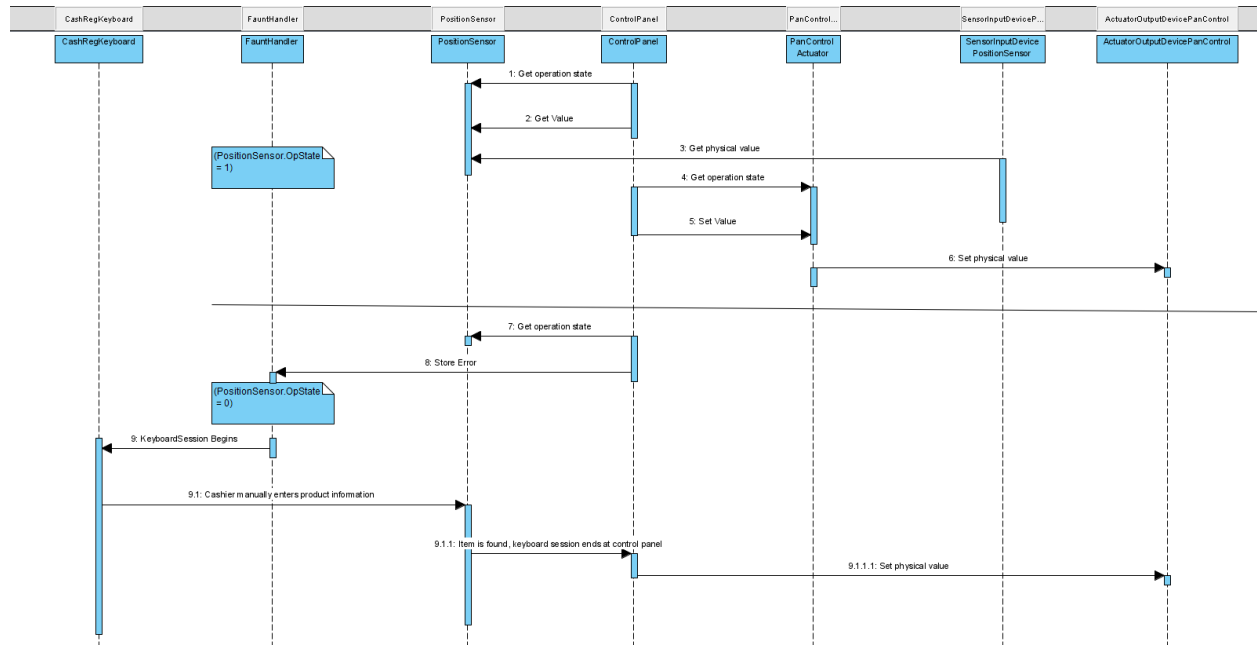 CashRegKeyboard
FauntHandler
PositionSensor
ControlPanel
PanControl...
SensorInputDeviceP...
ActuatorOutputDevicePanControl
CashRegKeyboard
FauntHandler
PositionSensor
ControlPanel
PanControl
Actuator
SensorInputDevice
PositionSensor
ActuatorOutputDevicePanControl
1: Get operation state
2: Get Value
(PositionSensor.OpState
= 1)
3: Get physical value
4: Get operation state
5: Set Value
6: Set physical value
7: Get operation state
8: Store Error
(PositionSensor.OpState
= 0)
9: KeyboardSession Begins
9.1: Cashier manually enters product information
9.1.1: Item is found, keyboard session ends at control panel
9.1.1.1: Set physical value